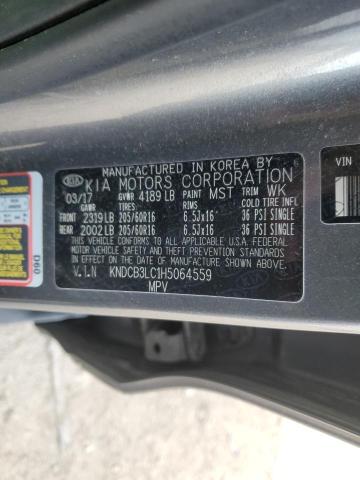 MANUFACTURED IN KOREA BY
KIA KIA MOTORS CORPORATION
03/17 GVWR 4189 LB PAINT MST TRIM WK
GAWR TIRES RIMS COLD TIRE INFL
FRONT 2319 LB 205/60R16 6.5Jx16 36 PSI SINGLE
REAR 2002 LB 205/60R16 6.5Jx16 36 PSI SINGLE
THIS VEHICLE CONFORMS TO ALL APPLICABLE FEDERAL MOTOR VEHICLE SAFETY STANDARDS IN
EFFECT ON THE DATE OF MANUFACTURE SHOWN ABOVE.
V.I.N KNDCB3LC1H5064559
MPV
VIN
D60